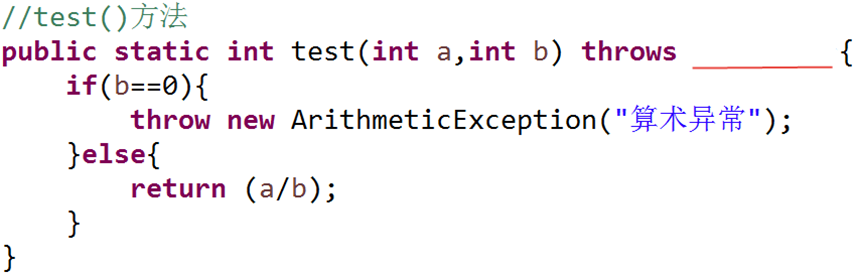 //test()方法
public static int test(int a,int b) throws ________ {
if(b==0){
throw new ArithmeticException("算术异常");
}else{
return (a/b);
}
}